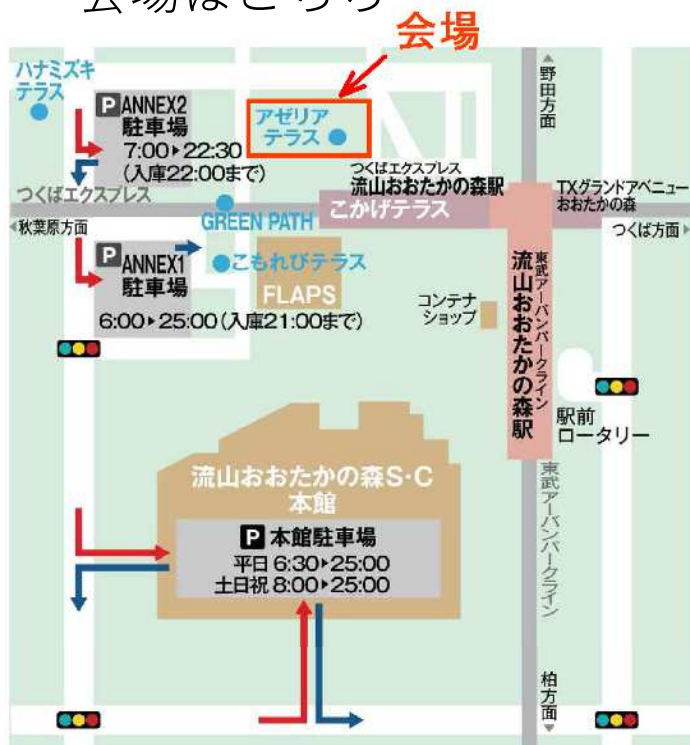 会場はこちら
会場
ハナミズキ
テラス
P ANNEX2
駐車場
7:00▶22:30
(入庫22:00まで)
アゼリア
テラス
野田方面
つくばエクスプレス
つくばエクスプレス
流山おおたかの森駅
こかげテラス
TXグランドアベニュー
おおたかの森
秋葉原方面
つくば方面
GREEN PATH
P ANNEX1
駐車場
6:00▶25:00(入庫21:00まで)
こもれびテラス
FLAPS
コンテナ
ショップ
東武アーバンパークライン
流山おおたかの森駅
駅前
ロータリー
東武アーバンパークライン
流山おおたかの森S・C
本館
P 本館駐車場
平日 6:30▶25:00
土日祝 8:00▶25:00
柏方面